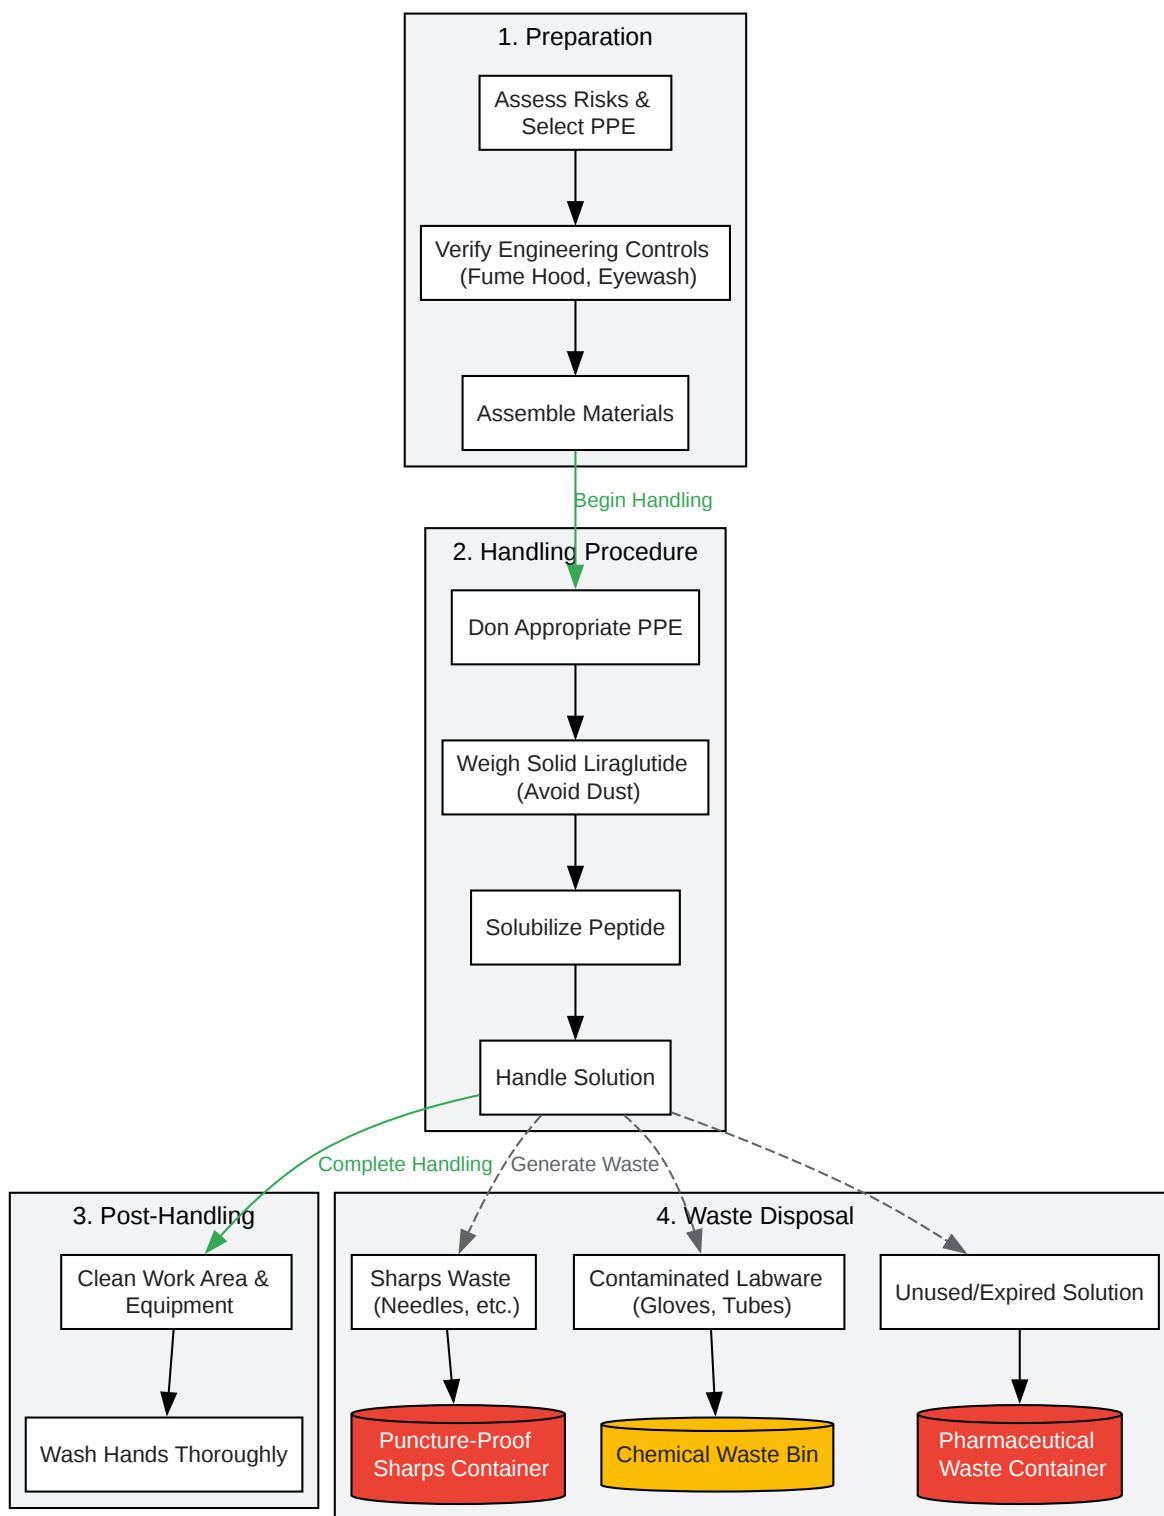 1. Preparation
Assess Risks &
Select PPE
Verify Engineering Controls
(Fume Hood, Eyewash)
Assemble Materials
Begin Handling
2. Handling Procedure
Don Appropriate PPE
Weigh Solid Liraglutide
(Avoid Dust)
Solubilize Peptide
Handle Solution
Complete Handling
Generate Waste
3. Post-Handling
Clean Work Area &
Equipment
Wash Hands Thoroughly
4. Waste Disposal
Sharps Waste
(Needles, etc.)
Contaminated Labware
(Gloves, Tubes)
Unused/Expired Solution
Puncture-Proof
Sharps Container
Chemical Waste Bin
Pharmaceutical
Waste Container